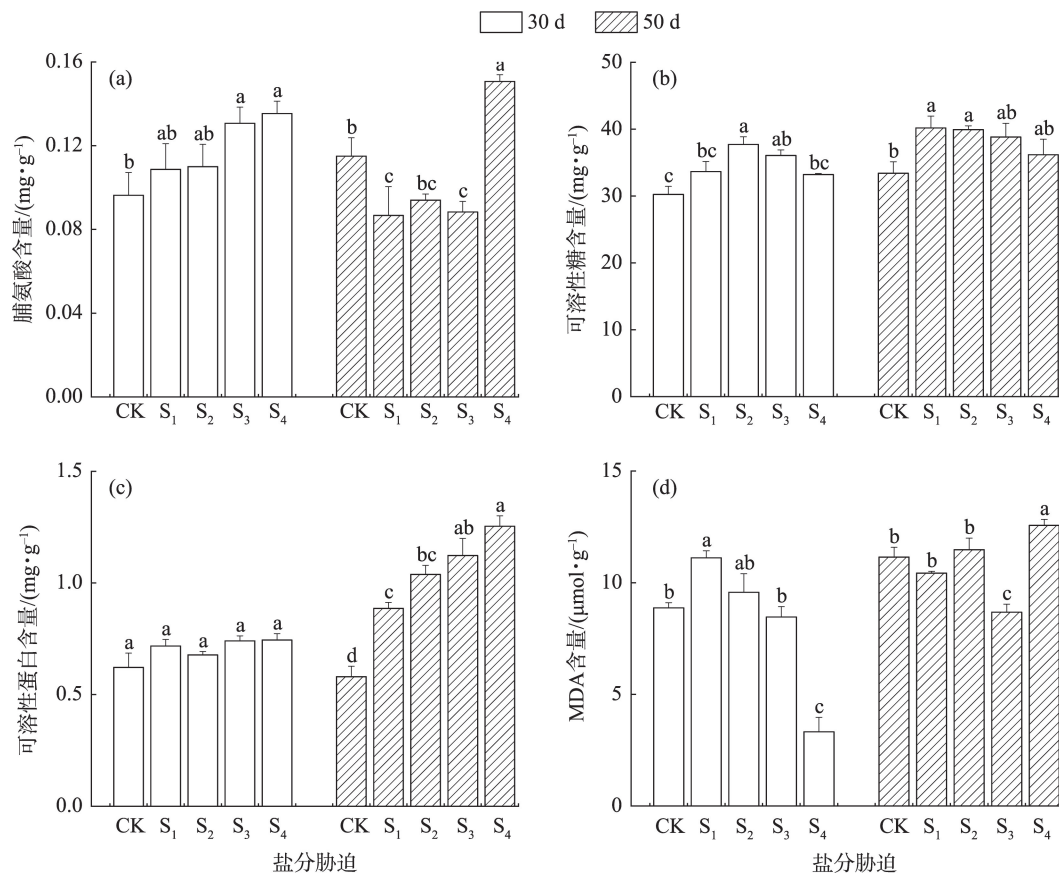 30 d 50 d
(a)
脯氨酸含量/(mg•g⁻¹)
0.16
0.12
0.08
0.04
0.00
b ab ab a a b c bc c a
CK S₁ S₂ S₃ S₄ CK S₁ S₂ S₃ S₄
(b)
可溶性糖含量/(mg•g⁻¹)
50
40
30
20
10
0
c bc a ab bc b a a ab ab
CK S₁ S₂ S₃ S₄ CK S₁ S₂ S₃ S₄
(c)
可溶性蛋白含量/(mg•g⁻¹)
1.5
1.0
0.5
0.0
a a a a a d c bc ab a
CK S₁ S₂ S₃ S₄ CK S₁ S₂ S₃ S₄
盐分胁迫
(d)
MDA含量/(μmol•g⁻¹)
15
10
5
0
b a ab b c b b b c a
CK S₁ S₂ S₃ S₄ CK S₁ S₂ S₃ S₄
盐分胁迫